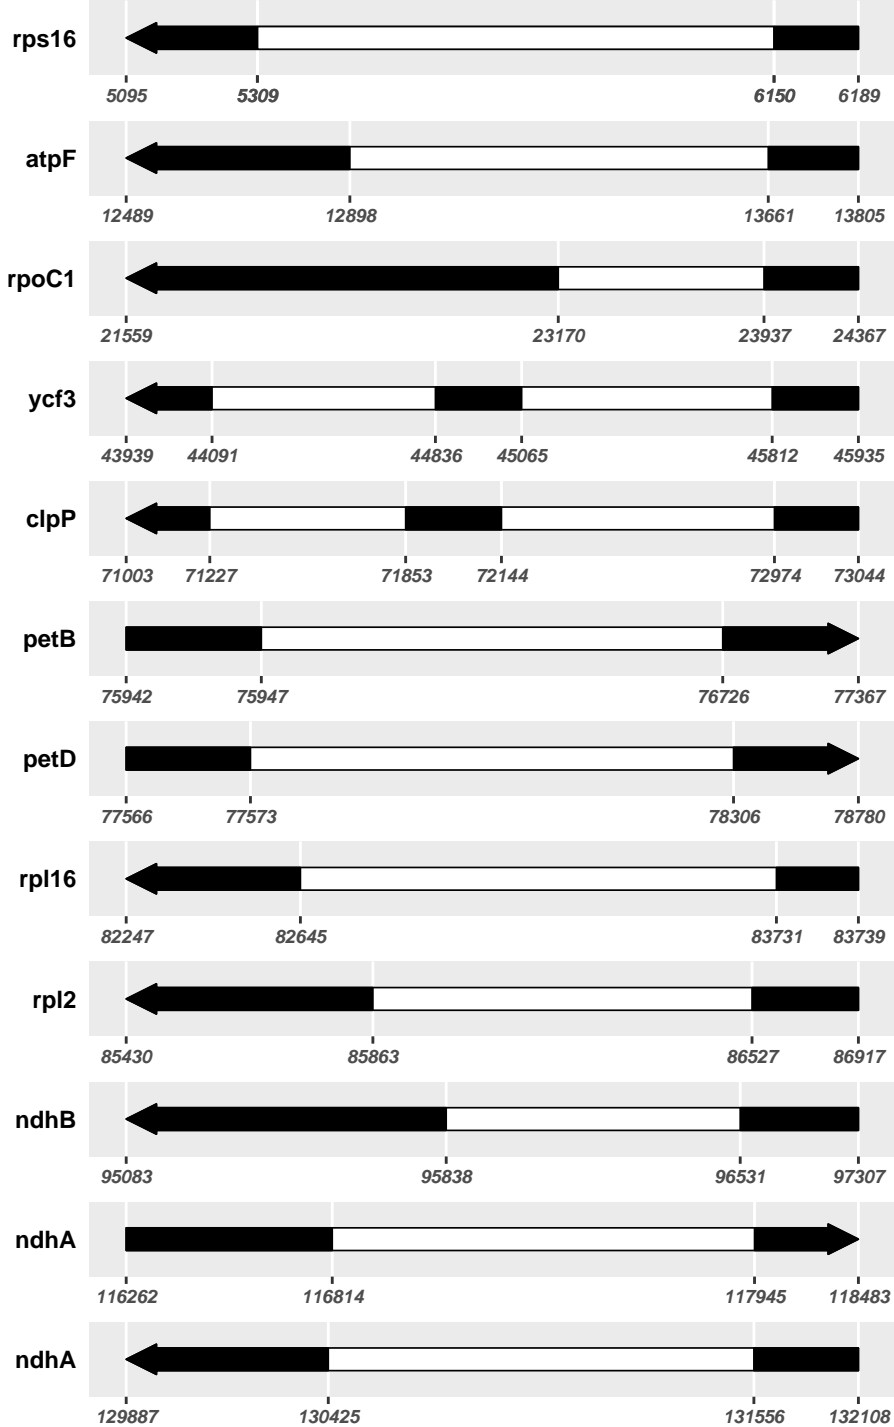 rps16
5095 5309 6150 6189
atpF
12489 12898 13661 13805
rpoC1
21559 23170 23937 24367
ycf3
43939 44091 44836 45065 45812 45935
clpP
71003 71227 71853 72144 72974 73044
petB
75942 75947 76726 77367
petD
77566 77573 78306 78780
rpl16
82247 82645 83731 83739
rpl2
85430 85863 86527 86917
ndhB
95083 95838 96531 97307
ndhA
116262 116814 117945 118483
ndhA
129887 130425 131556 132108